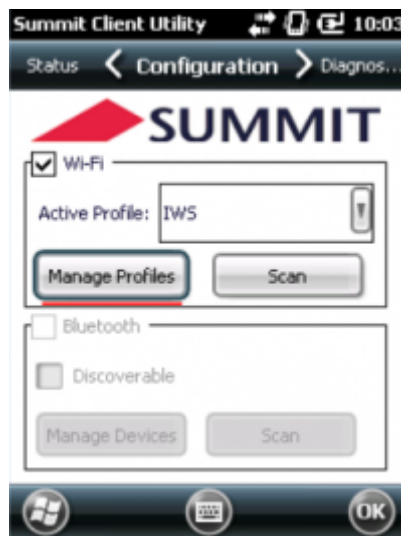 Summit Client Utility 10:03
Status Configuration Diagnos...
SUMMIT
Wi-Fi
Active Profile: IWS
Manage Profiles Scan
Bluetooth
Discoverable
Manage Devices Scan
OK